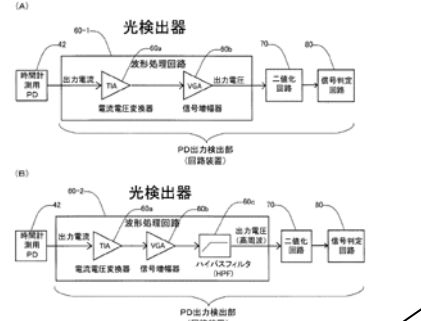 (A)
光検出器
42
60-1
60a
60b
70
80
波形処理回路
時間計
測用
PD
出力電流
TIA
VGA
出力電圧
二値化
回路
信号判定
回路
電流電圧変換器
信号増幅器
PD出力検出部
(回路装置)
(B)
光検出器
42
60-2
60a
60b
60c
70
80
波形処理回路
時間計
測用
PD
出力電流
TIA
VGA
出力電圧
(高周波)
二値化
回路
信号判定
回路
電流電圧変換器
信号増幅器
ハイパスフィルタ
(HPF)
PD出力検出部